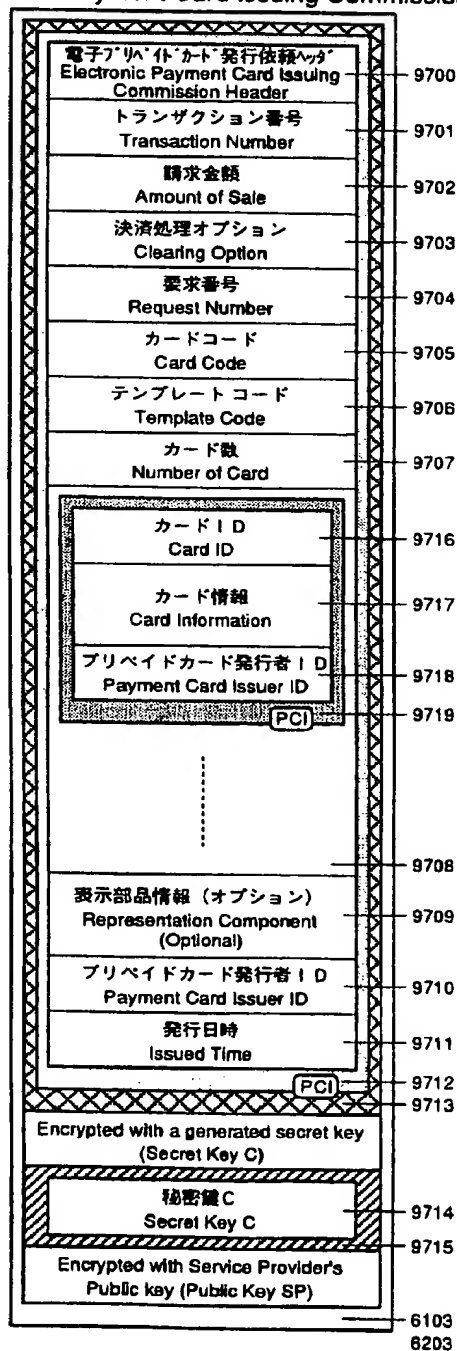 電子プリペイドカード発行依頼ヘッダ
Electronic Payment Card Issuing
Commission Header
9700
トランザクション番号
Transaction Number
9701
請求金額
Amount of Sale
9702
決済処理オプション
Clearing Option
9703
要求番号
Request Number
9704
カードコード
Card Code
9705
テンプレートコード
Template Code
9706
カード数
Number of Card
9707
カードID
Card ID
9716
カード情報
Card Information
9717
プリペイドカード発行者ID
Payment Card Issuer ID
9718
PCI
9719
9708
表示部品情報（オプション）
Representation Component
(Optional)
9709
プリペイドカード発行者ID
Payment Card Issuer ID
9710
発行日時
Issued Time
9711
PCI
9712
9713
Encrypted with a generated secret key
(Secret Key C)
秘密鍵C
Secret Key C
9714
9715
Encrypted with Service Provider's
Public key (Public Key SP)
6103
6203